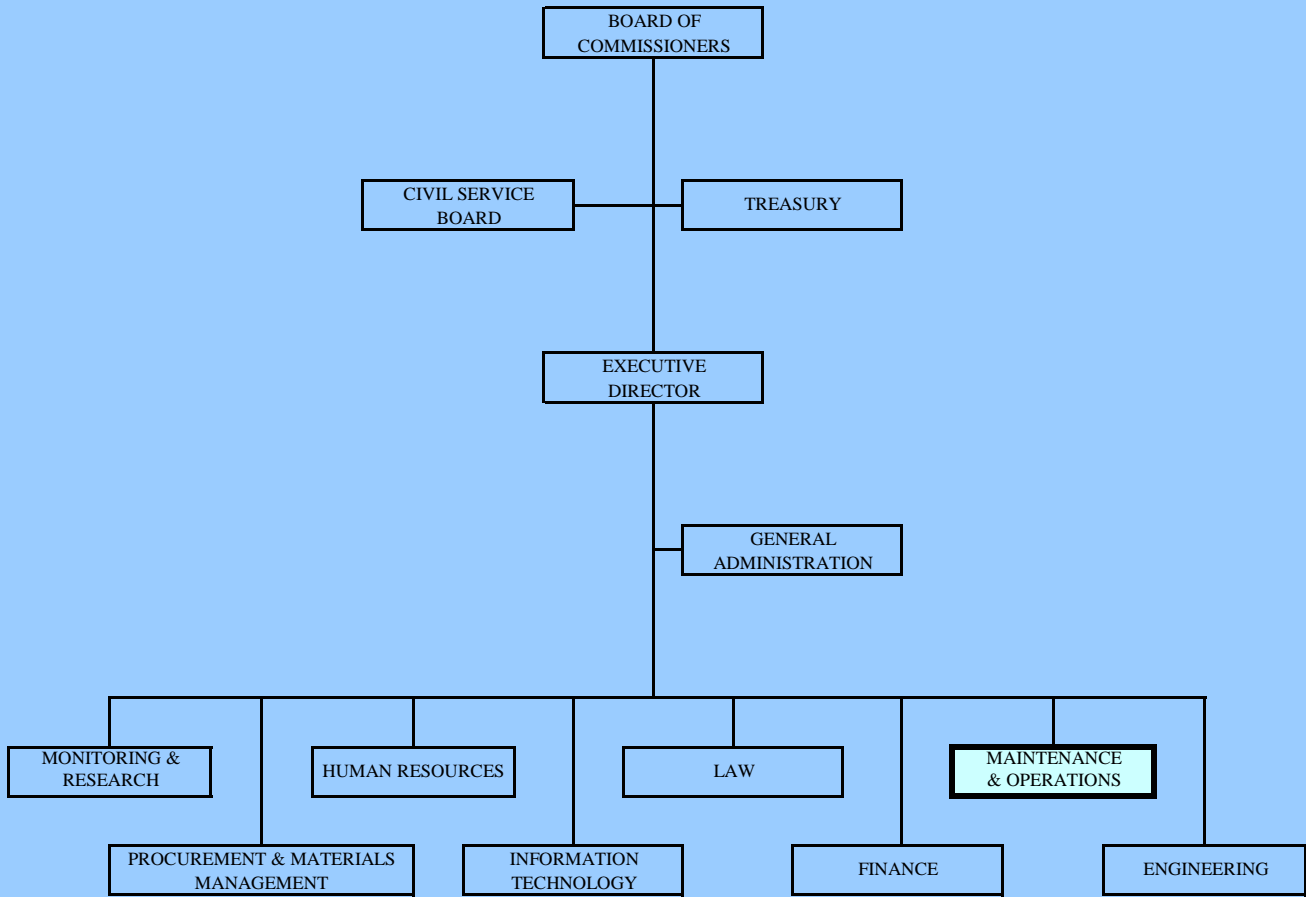 BOARD OF
COMMISSIONERS
CIVIL SERVICE
BOARD
TREASURY
EXECUTIVE
DIRECTOR
GENERAL
ADMINISTRATION
MONITORING &
RESEARCH
HUMAN RESOURCES
LAW
MAINTENANCE
& OPERATIONS
PROCUREMENT & MATERIALS
MANAGEMENT
INFORMATION
TECHNOLOGY
FINANCE
ENGINEERING